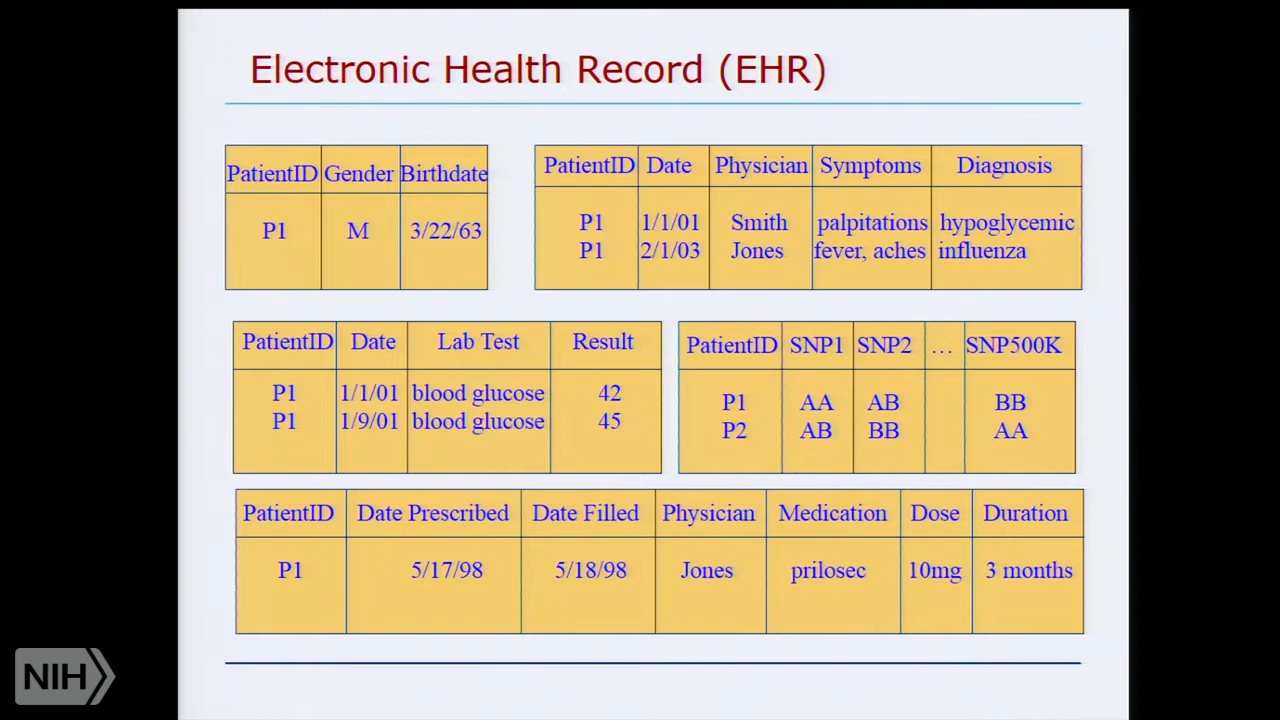 Electronic Health Record (EHR)
PatientID Gender Birthdate
P1 M 3/22/63
PatientID Date Physician Symptoms Diagnosis
P1 1/1/01 Smith palpitations hypoglycemic
P1 2/1/03 Jones fever, aches influenza
PatientID Date Lab Test Result
P1 1/1/01 blood glucose 42
P1 1/9/01 blood glucose 45
PatientID SNP1 SNP2 … SNP500K
P1 AA AB BB
P2 AB BB AA
PatientID Date Prescribed Date Filled Physician Medication Dose Duration
P1 5/17/98 5/18/98 Jones prilosec 10mg 3 months
NIH